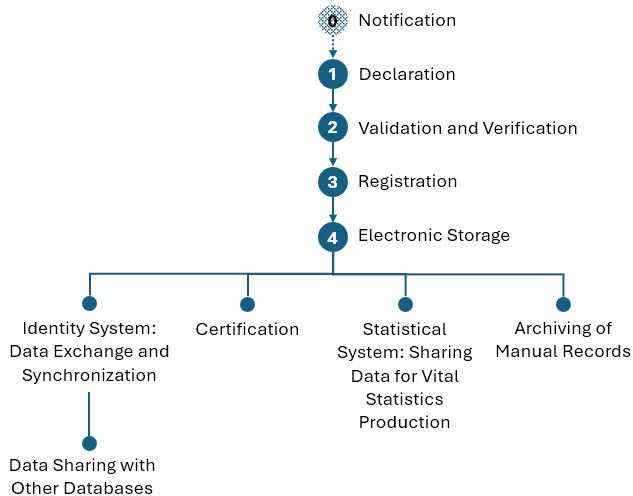 0 Notification
1 Declaration
2 Validation and Verification
3 Registration
4 Electronic Storage
Identity System:
Data Exchange and
Synchronization
Certification
Statistical
System: Sharing
Data for Vital
Statistics
Production
Archiving of
Manual Records
Data Sharing with
Other Databases